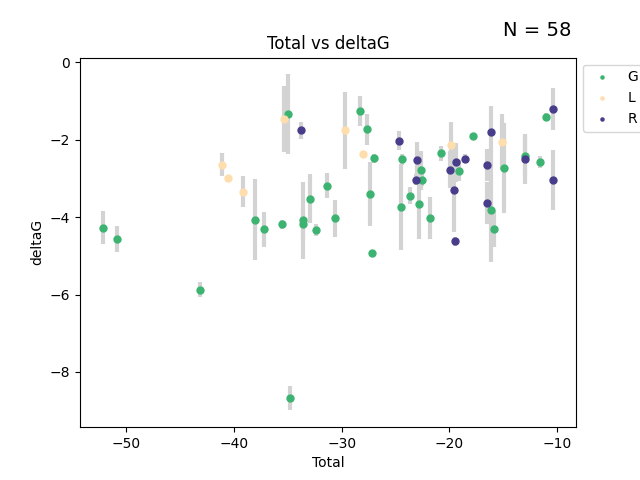 N = 58
Total vs deltaG
G
L
R
deltaG
0
−2
−4
−6
−8
−50 −40 −30 −20 −10
Total